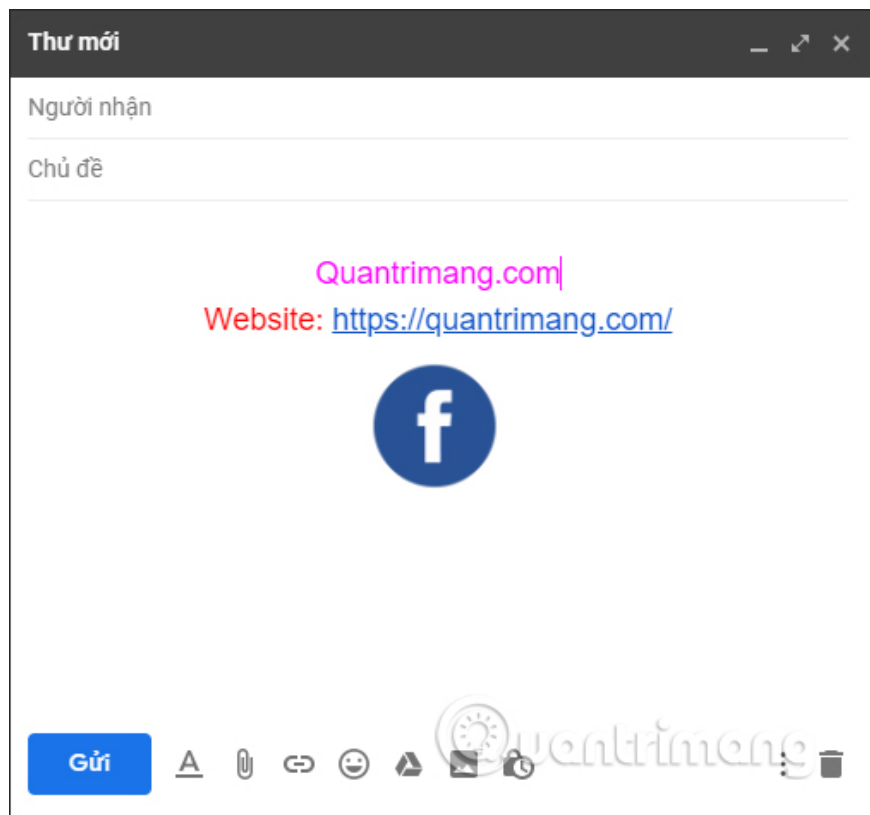 Thư mới
Người nhận
Chủ đề
Quantrimang.com
Website: https://quantrimang.com/
f
Gửi
Quantrimang